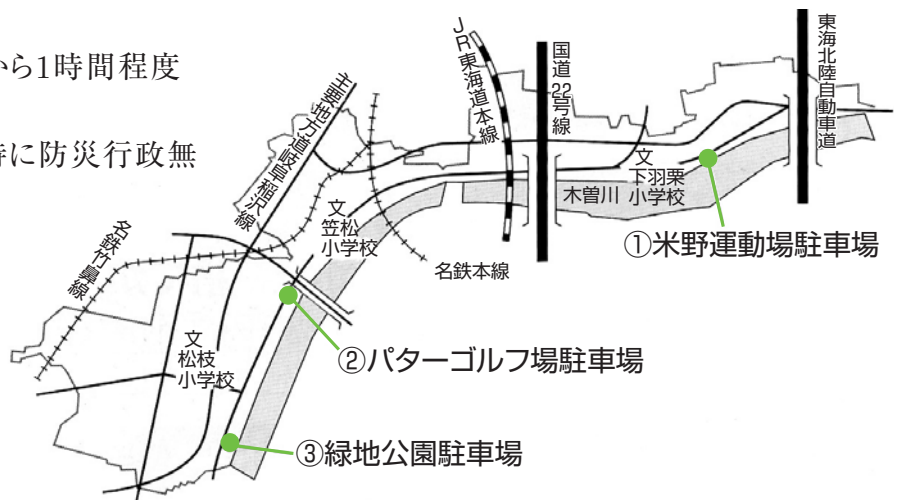 から1時間程度
時に防災行政無
東海北陸自動車道
国道22号線
JR東海道本線
主要地方道岐阜稲沢線
文
下羽栗
小学校
木曽川
①米野運動場駐車場
文
笠松
小学校
名鉄本線
名鉄竹鼻線
②パターゴルフ場駐車場
文
松枝
小学校
③緑地公園駐車場